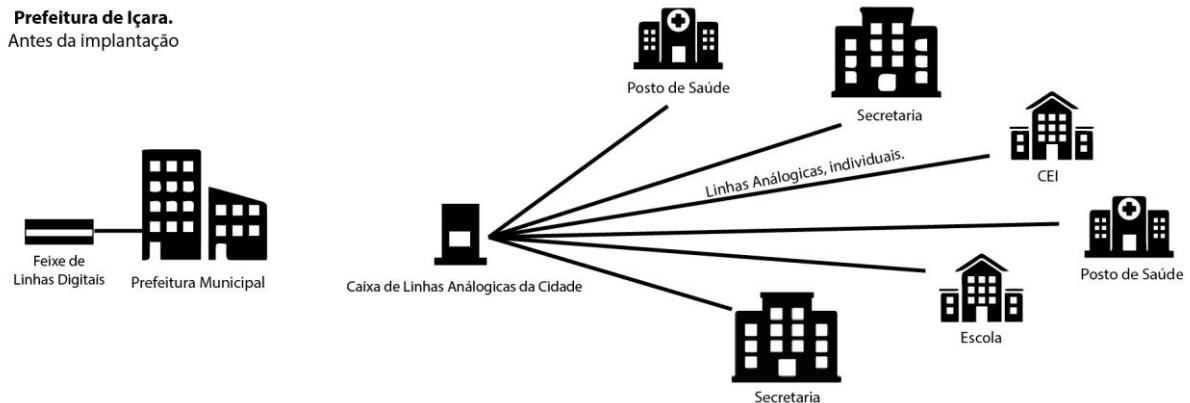 Prefeitura de Içara.
Antes da implantação
Posto de Saúde
Secretaria
Linhas Análogicas, individuais.
CEI
Feixe de
Linhas Digitais
Prefeitura Municipal
Caixa de Linhas Análogicas da Cidade
Posto de Saúde
Escola
Secretaria